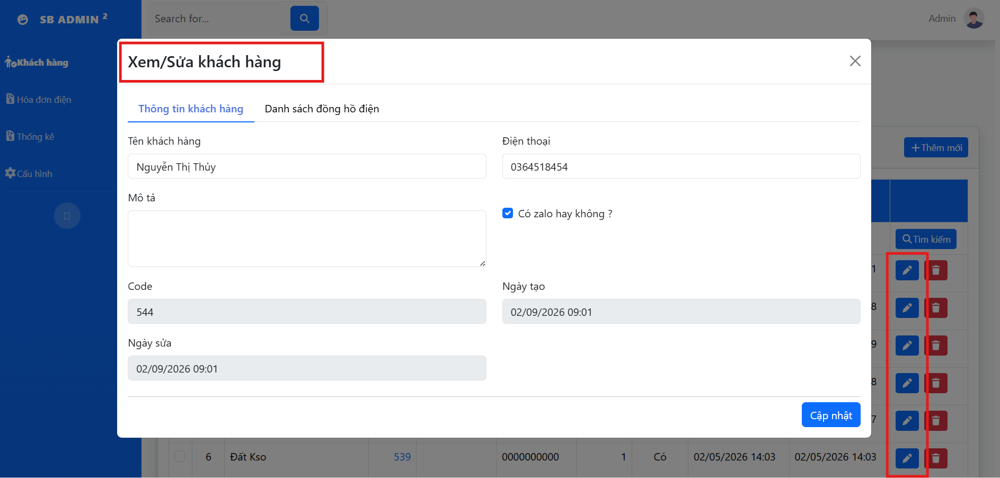 SB ADMIN 2
Search for...
Admin
Khách hàng
Hóa đơn điện
Thống kê
Cấu hình
Xem/Sửa khách hàng
Thông tin khách hàng
Danh sách đồng hồ điện
Tên khách hàng
Điện thoại
Nguyễn Thị Thủy
0364518454
Mô tả
Có zalo hay không ?
Code
Ngày tạo
544
02/09/2026 09:01
Ngày sửa
02/09/2026 09:01
Cập nhật
Thêm mới
Tìm kiếm
1
8
9
8
7
6 Đất Kso 539 0000000000 1 Có 02/05/2026 14:03 02/05/2026 14:03